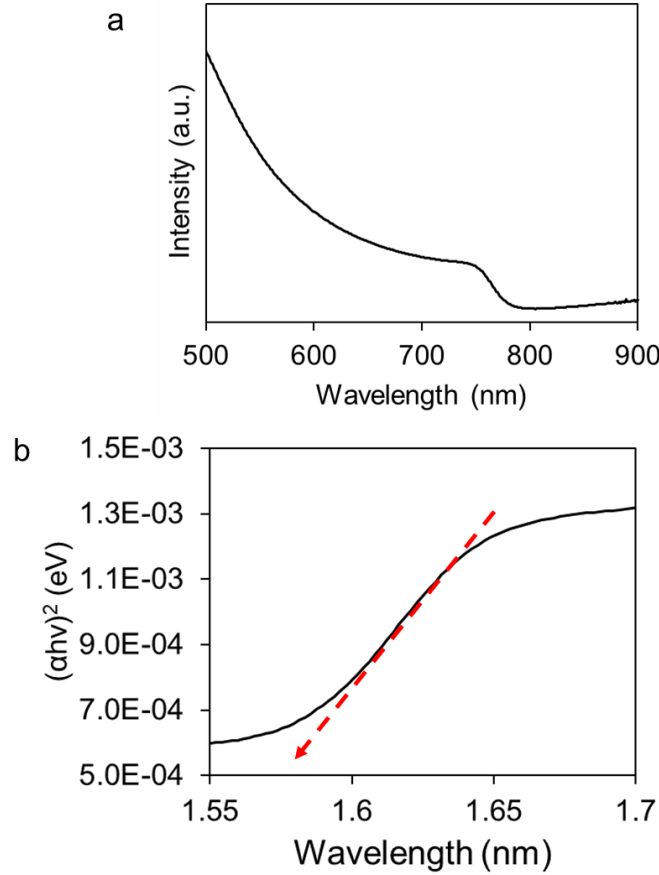 a
Intensity (a.u.)
500 600 700 800 900
Wavelength (nm)
b
1.5E-03
1.3E-03
1.1E-03
9.0E-04
7.0E-04
5.0E-04
(αhν)² (eV)
1.55 1.6 1.65 1.7
Wavelength (nm)